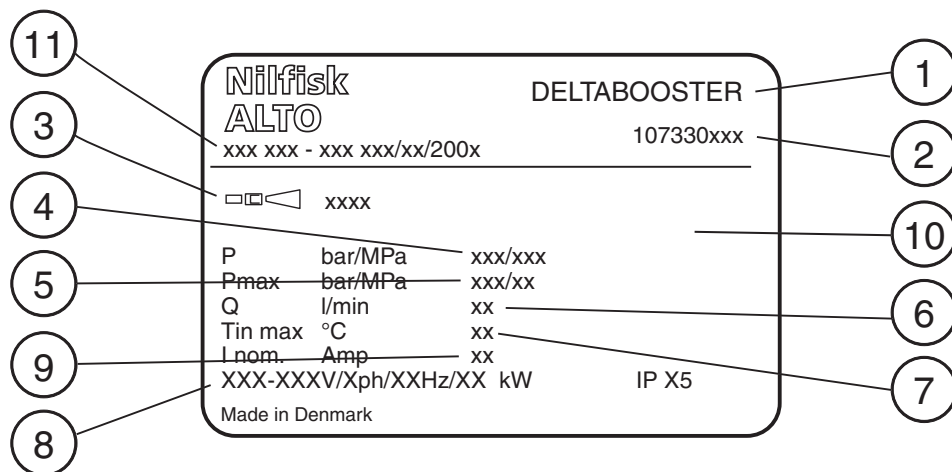 11
3
4
5
9
8
Nilfisk
ALTO
DELTABOOSTER
107330xxx
xxx xxx - xxx xxx/xx/200x
xxxx
P bar/MPa xxx/xxx
Pmax bar/MPa xxx/xx
Q l/min xx
Tin max °C xx
I nom. Amp xx
XXX-XXXV/Xph/XXHz/XX kW IP X5
Made in Denmark
1
2
10
6
7